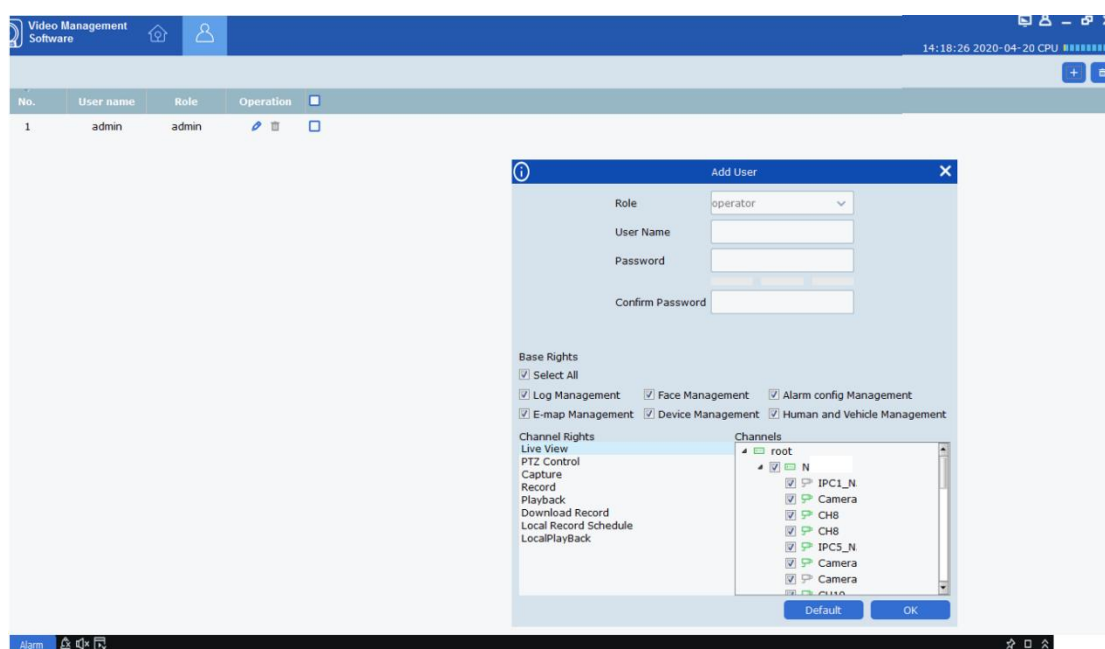 Video Management
Software
14:18:26 2020-04-20 CPU
No. User name Role Operation
1 admin admin
Add User
Role operator
User Name
Password
Confirm Password
Base Rights
Select All
Log Management Face Management Alarm config Management
E-map Management Device Management Human and Vehicle Management
Channel Rights Channels
Live View root
PTZ Control N
Capture IPC1_N
Record Camera
Playback CH8
Download Record CH8
Local Record Schedule IPC5_N
LocalPlayBack Camera
Camera
CH10
Default OK
Alarm